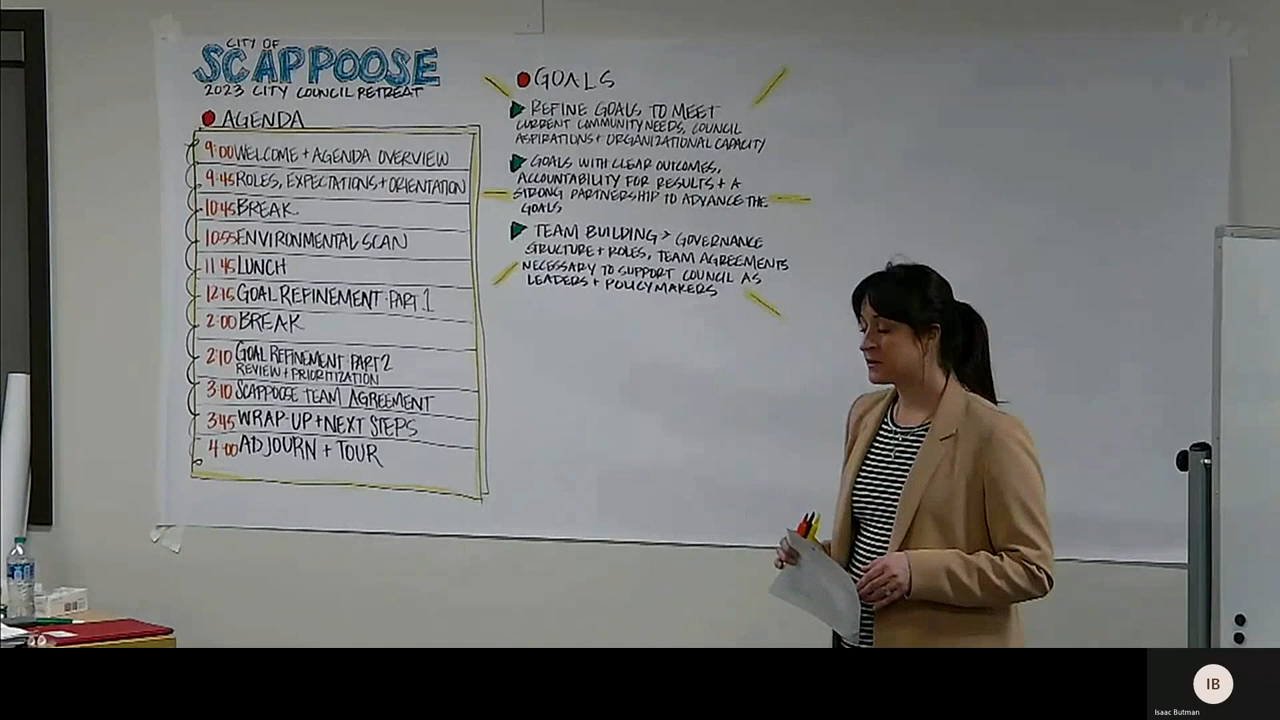 CITY OF
SCAPPOOSE
2023 CITY COUNCIL RETREAT
AGENDA
9:00 WELCOME + AGENDA OVERVIEW
9:45 ROLES, EXPECTATIONS + ORIENTATION
10:45 BREAK
10:55 ENVIRONMENTAL SCAN
11:45 LUNCH
12:15 GOAL REFINEMENT · PART 1
2:00 BREAK
2:10 GOAL REFINEMENT PART 2
REVIEW + PRIORITIZATION
3:10 SCAPPOOSE TEAM AGREEMENT
3:45 WRAP-UP + NEXT STEPS
4:00 ADJOURN + TOUR
GOALS
REFINE GOALS TO MEET
CURRENT COMMUNITY NEEDS, COUNCIL
ASPIRATIONS + ORGANIZATIONAL CAPACITY
GOALS WITH CLEAR OUTCOMES,
ACCOUNTABILITY FOR RESULTS + A
STRONG PARTNERSHIP TO ADVANCE THE
GOALS
TEAM BUILDING > GOVERNANCE
STRUCTURE + ROLES, TEAM AGREEMENTS
NECESSARY TO SUPPORT COUNCIL AS
LEADERS + POLICYMAKERS
IB
Isaac Butman